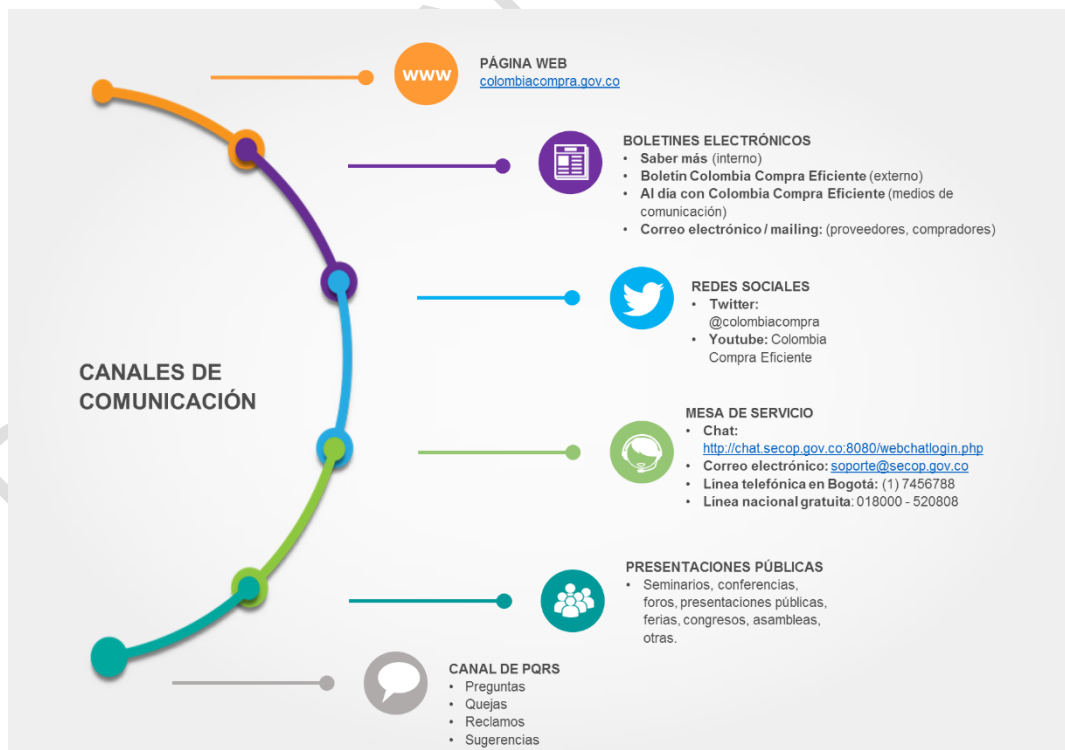 www
PÁGINA WEB
colombiacompra.gov.co
BOLETINES ELECTRÓNICOS
• Saber más (interno)
• Boletín Colombia Compra Eficiente (externo)
• Al día con Colombia Compra Eficiente (medios de
comunicación)
• Correo electrónico / mailing: (proveedores, compradores)
REDES SOCIALES
• Twitter:
@colombiacompra
• Youtube: Colombia
Compra Eficiente
CANALES DE
COMUNICACIÓN
MESA DE SERVICIO
• Chat:
http://chat.secop.gov.co:8080/webchatlogin.php
• Correo electrónico: soporte@secop.gov.co
• Línea telefónica en Bogotá: (1) 7456788
• Línea nacional gratuita: 018000 - 520808
PRESENTACIONES PÚBLICAS
• Seminarios, conferencias,
foros, presentaciones públicas,
ferias, congresos, asambleas,
otras.
CANAL DE PQRS
• Preguntas
• Quejas
• Reclamos
• Sugerencias